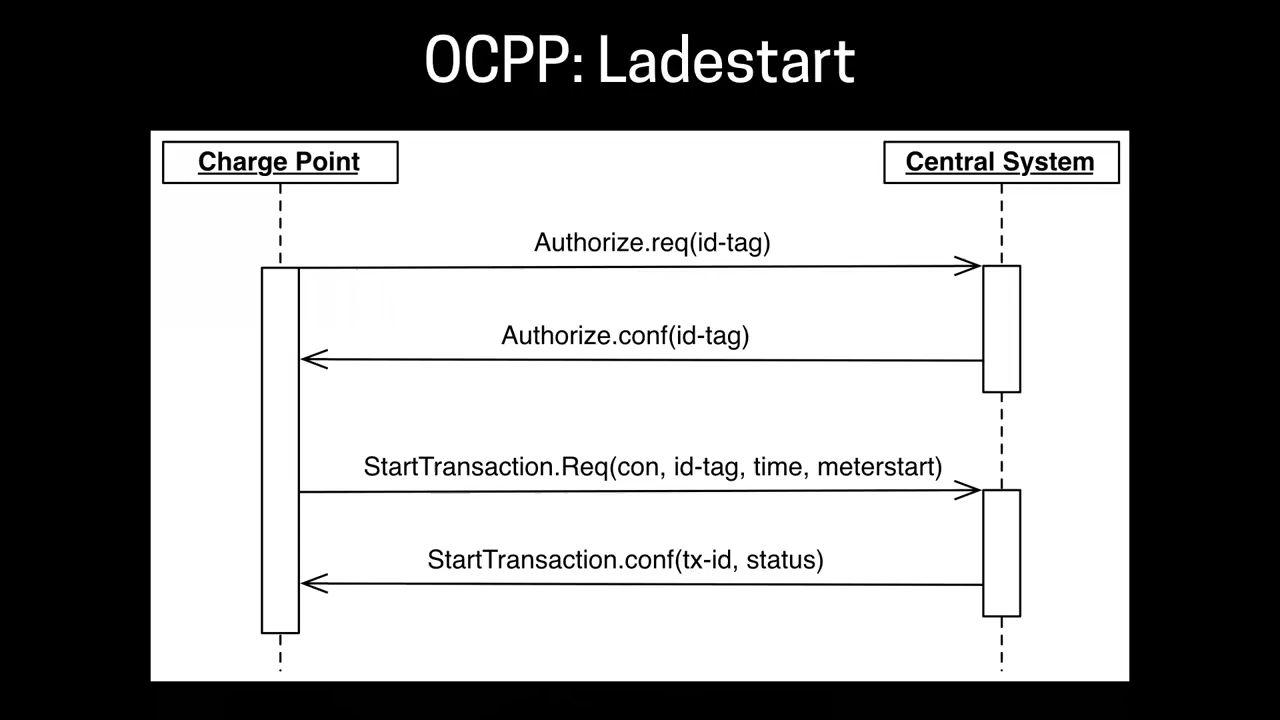 OCPP: Ladestart
Charge Point
Central System
Authorize.req(id-tag)
Authorize.conf(id-tag)
StartTransaction.Req(con, id-tag, time, meterstart)
StartTransaction.conf(tx-id, status)